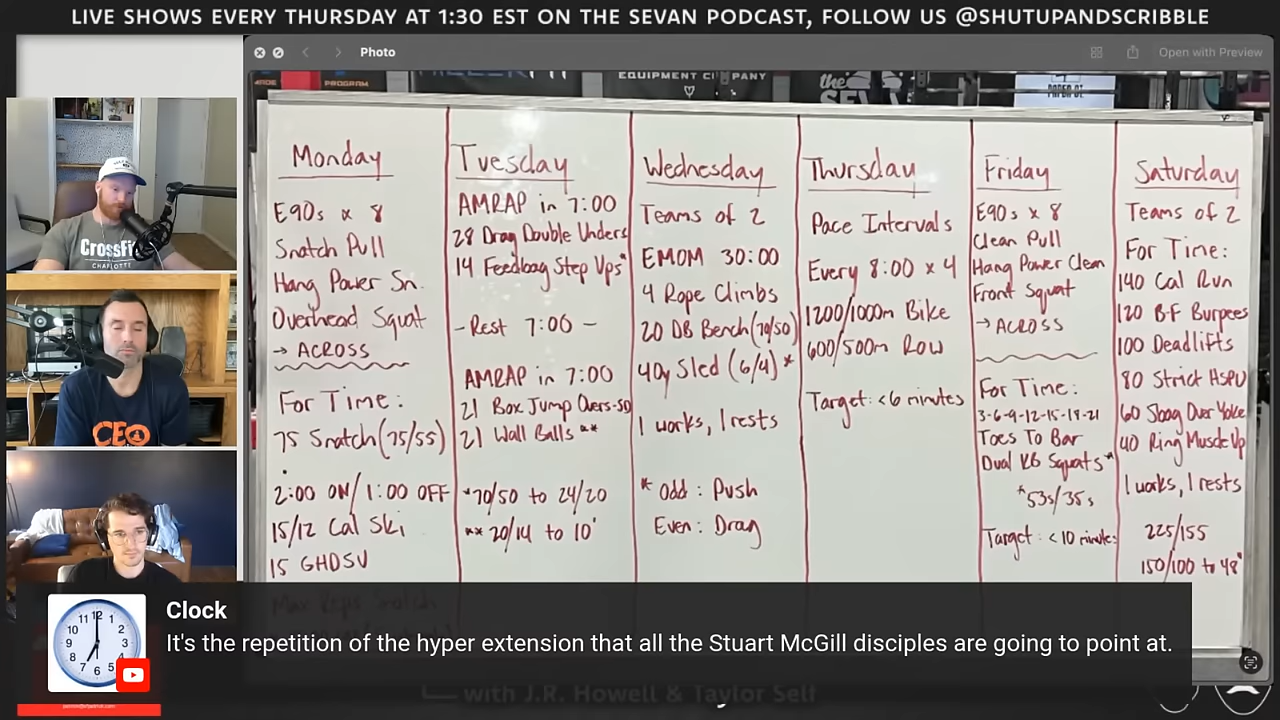 LIVE SHOWS EVERY THURSDAY AT 1:30 EST ON THE SEVAN PODCAST, FOLLOW US @SHUTUPANDSCRIBBLE
Photo
Open with Preview
PROGRAM
EQUIPMENT COMPANY
the
Monday
E90s x 8
Snatch Pull
Hang Power Sn.
Overhead Squat
→ ACROSS
For Time:
75 Snatch (75/55)
2:00 ON/1:00 OFF
15/12 Cal Ski
15 GHDSU
Max Reps Snatch
Tuesday
AMRAP in 7:00
28 Drag Double Unders
14 Feedbag Step Ups*
- Rest 7:00 -
AMRAP in 7:00
21 Box Jump Overs-50
21 Wall Balls **
*70/50 to 24/20
** 20/14 to 10'
Wednesday
Teams of 2
EMOM 30:00
4 Rope Climbs
20 DB Bench (70/50)
40y Sled (6/4) *
1 works, 1 rests
* Odd: Push
Even: Drag
Thursday
Pace Intervals
Every 8:00 x 4
1200/1000m Bike
600/500m Row
Target: <6 minutes
Friday
E90s x 8
Clean Pull
Hang Power Clean
Front Squat
→ ACROSS
For Time:
3-6-9-12-15-18-21
Toes To Bar
Dual KB Squats*
*53s/35s
Target: <10 minutes
Saturday
Teams of 2
For Time:
140 Cal Run
120 B-F Burpees
100 Deadlifts
80 Strict HSPU
60 Sbag Over Yoke
40 Ring Muscle Up
1 works, 1 rests
225/155
150/100 to 48"
CrossFit
CHARLOTTE
CEO
Clock
It's the repetition of the hyper extension that all the Stuart McGill disciples are going to point at.
with J.R. Howell & Taylor Self